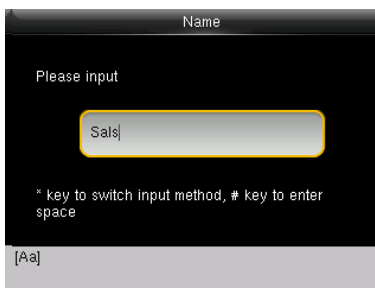 Name
Please input
Sals
* key to switch input method, # key to enter
space
[Aa]